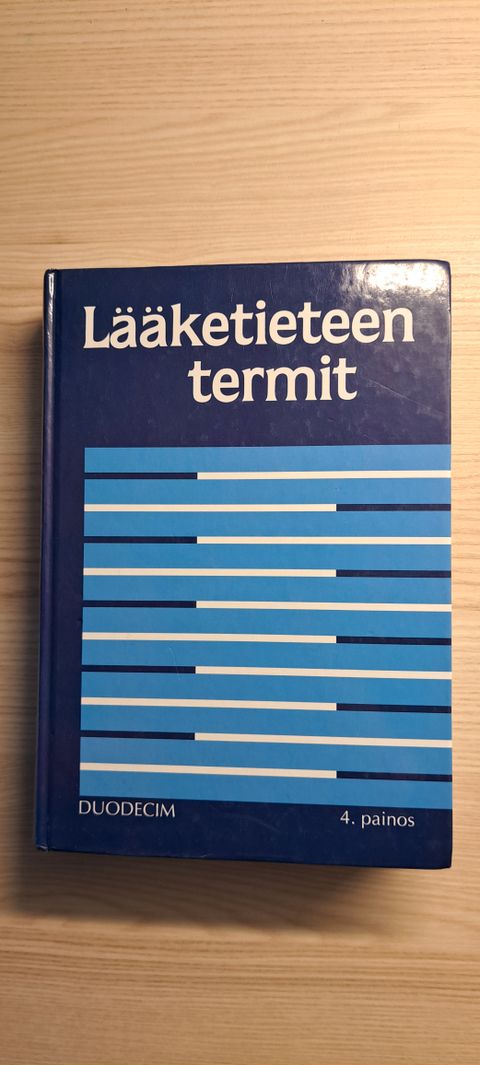 Lääketieteen
termit
DUODECIM
4. painos